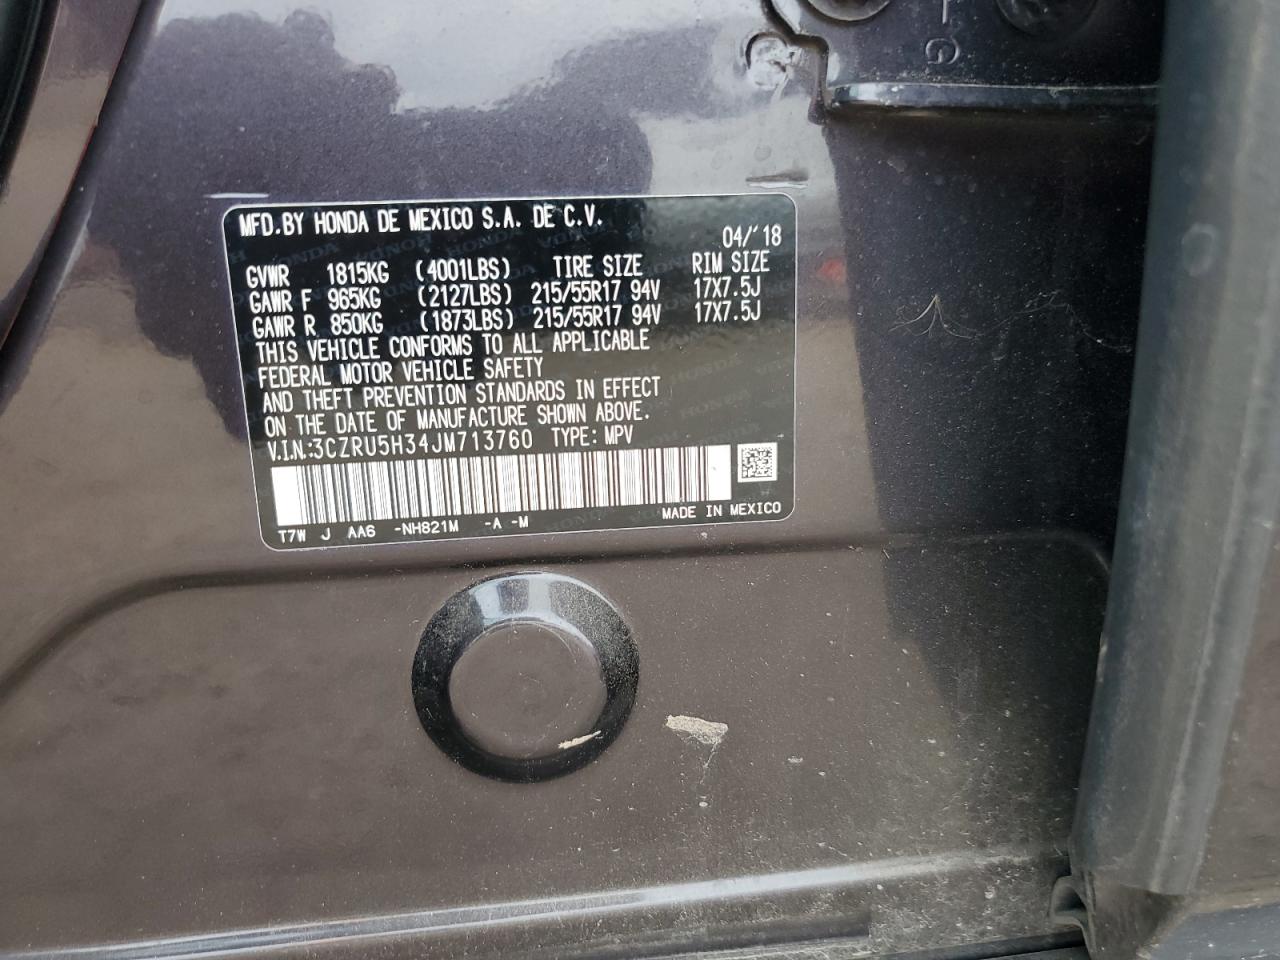 MFD.BY HONDA DE MEXICO S.A. DE C.V.
04/'18
GVWR 1815KG (4001LBS) TIRE SIZE RIM SIZE
GAWR F 965KG (2127LBS) 215/55R17 94V 17X7.5J
GAWR R 850KG (1873LBS) 215/55R17 94V 17X7.5J
THIS VEHICLE CONFORMS TO ALL APPLICABLE
FEDERAL MOTOR VEHICLE SAFETY
AND THEFT PREVENTION STANDARDS IN EFFECT
ON THE DATE OF MANUFACTURE SHOWN ABOVE.
V.I.N.:3CZRU5H34JM713760 TYPE: MPV
MADE IN MEXICO
T7W J AA6 -NH821M -A -M